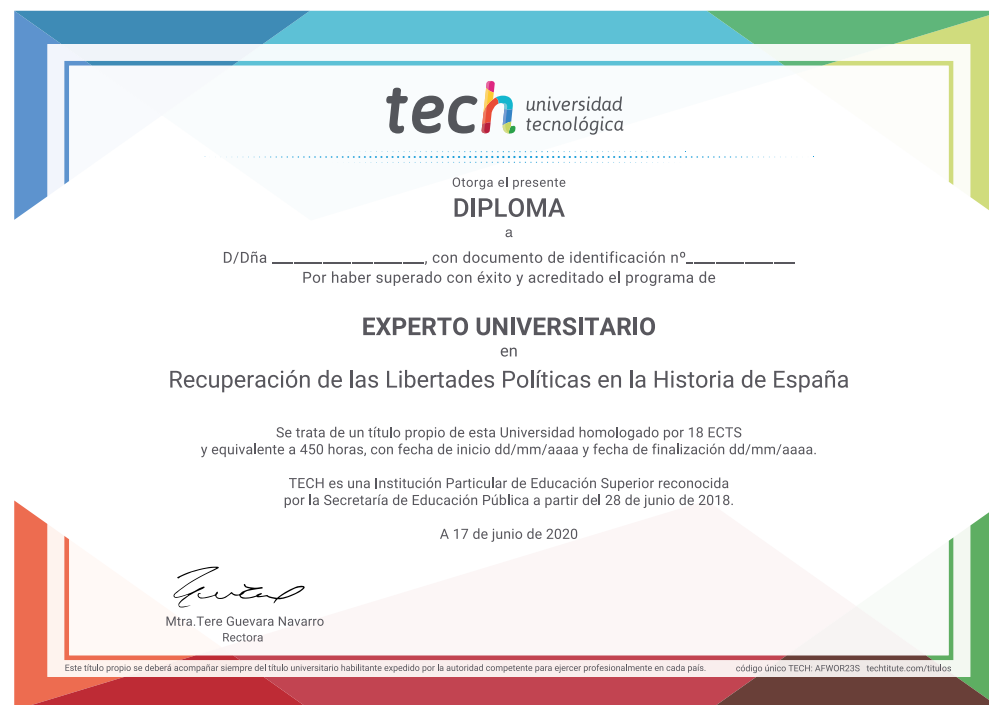 tech universidad
tecnológica
Otorga el presente
DIPLOMA
a
D/Dña ______________, con documento de identificación nº__________
Por haber superado con éxito y acreditado el programa de
EXPERTO UNIVERSITARIO
en
Recuperación de las Libertades Políticas en la Historia de España
Se trata de un título propio de esta Universidad homologado por 18 ECTS
y equivalente a 450 horas, con fecha de inicio dd/mm/aaaa y fecha de finalización dd/mm/aaaa.
TECH es una Institución Particular de Educación Superior reconocida
por la Secretaría de Educación Pública a partir del 28 de junio de 2018.
A 17 de junio de 2020
Mtra.Tere Guevara Navarro
Rectora
Este título propio se deberá acompañar siempre del título universitario habilitante expedido por la autoridad competente para ejercer profesionalmente en cada país. código único TECH: AFWOR23S techtitute.com/titulos